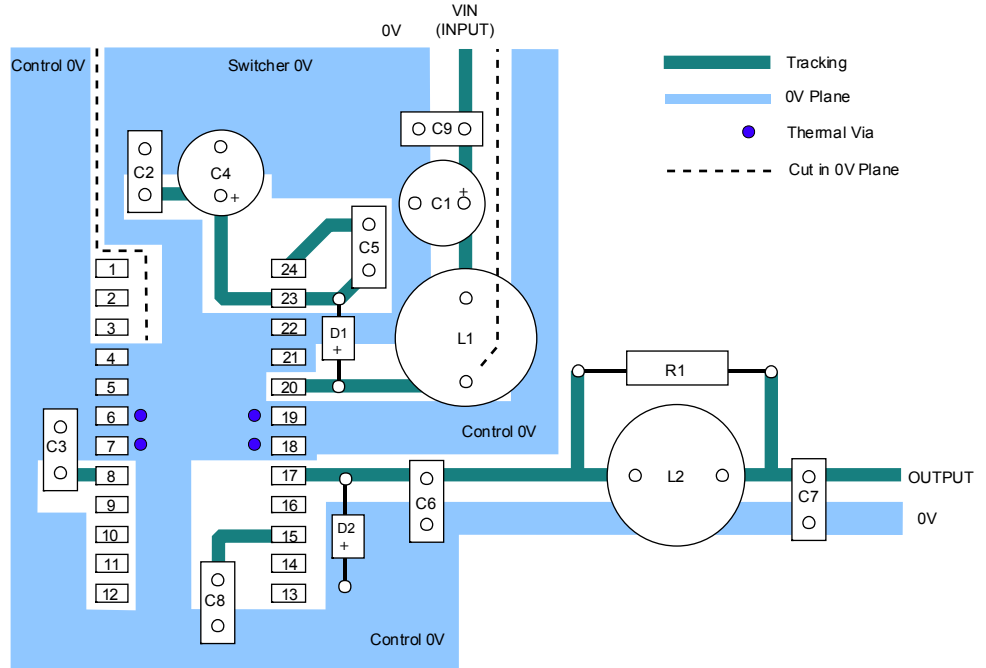 VIN
(INPUT)
0V
Control 0V
Switcher 0V
Tracking
0V Plane
Thermal Via
Cut in 0V Plane
C9
C2
C4
+
C1
+
C5
1
24
2
23
3
22
D1
+
L1
4
21
5
20
R1
6
19
C3
7
18
Control 0V
8
17
C6
L2
C7
OUTPUT
9
16
0V
10
15
D2
+
11
14
12
13
C8
Control 0V